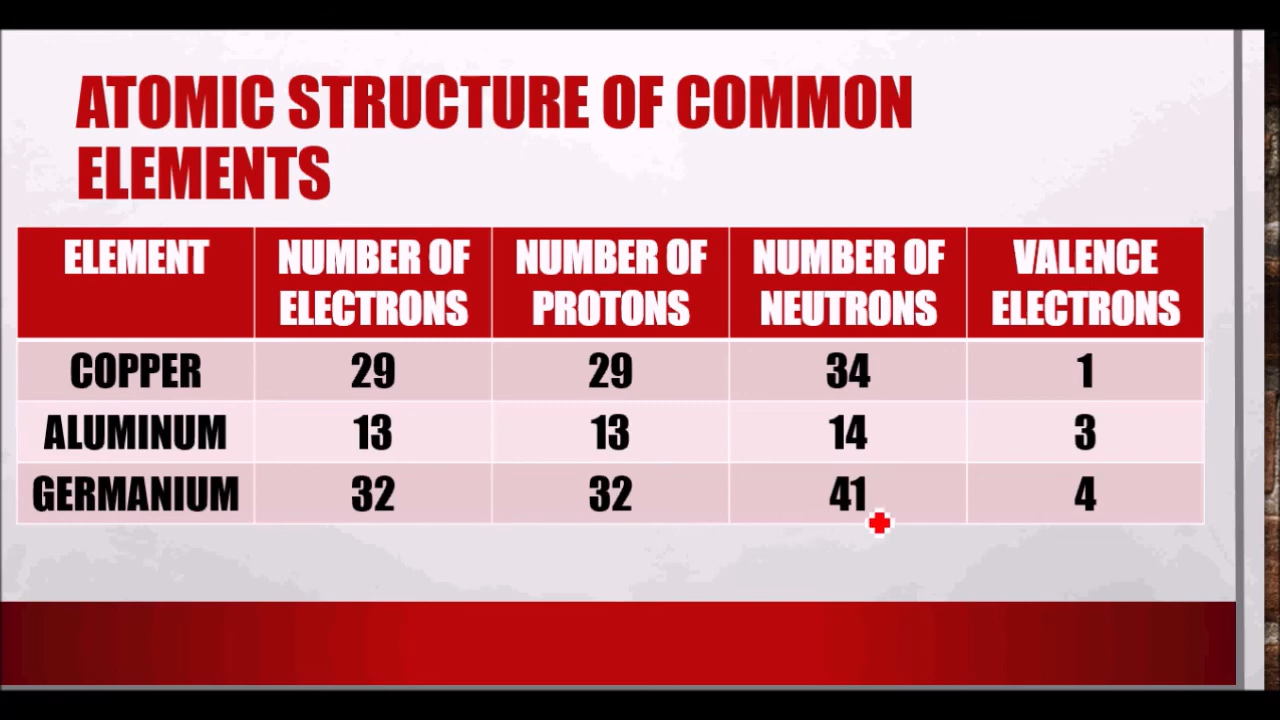 ATOMIC STRUCTURE OF COMMON
ELEMENTS
ELEMENT NUMBER OF ELECTRONS NUMBER OF PROTONS NUMBER OF NEUTRONS VALENCE ELECTRONS
COPPER 29 29 34 1
ALUMINUM 13 13 14 3
GERMANIUM 32 32 41 4